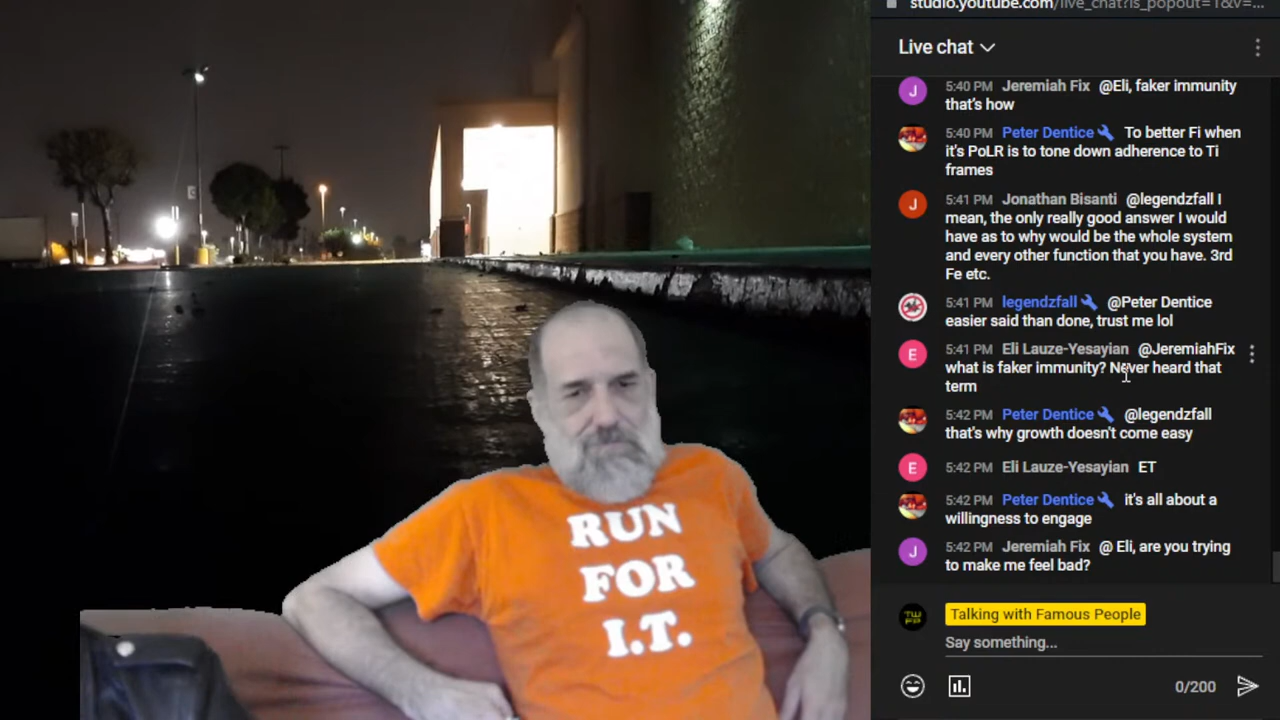 studio.youtube.com/live_chat?is_popout=1&v=...
Live chat
5:40 PM Jeremiah Fix @Eli, faker immunity
that's how
5:40 PM Peter Dentice To better Fi when
it's PoLR is to tone down adherence to Ti
frames
5:41 PM Jonathan Bisanti @legendzfall I
mean, the only really good answer I would
have as to why would be the whole system
and every other function that you have. 3rd
Fe etc.
5:41 PM legendzfall @Peter Dentice
easier said than done, trust me lol
5:41 PM Eli Lauze-Yesayian @JeremiahFix
what is faker immunity? Never heard that
term
5:42 PM Peter Dentice @legendzfall
that's why growth doesn't come easy
5:42 PM Eli Lauze-Yesayian ET
5:42 PM Peter Dentice it's all about a
willingness to engage
5:42 PM Jeremiah Fix @ Eli, are you trying
to make me feel bad?
Talking with Famous People
Say something...
0/200
J
J
E
E
J
TW
FP
RUN
FOR
I.T.